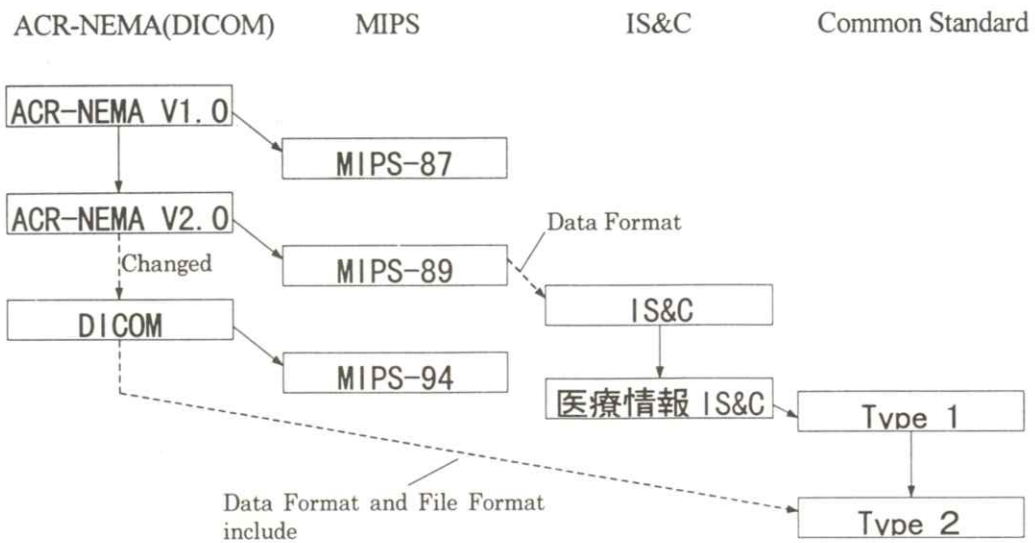 ACR-NEMA(DICOM) MIPS IS&C Common Standard
ACR-NEMA V1.0
MIPS-87
ACR-NEMA V2.0
Data Format
Changed
MIPS-89
DICOM
IS&C
MIPS-94
医療情報 IS&C
Type 1
Data Format and File Format
include
Type 2